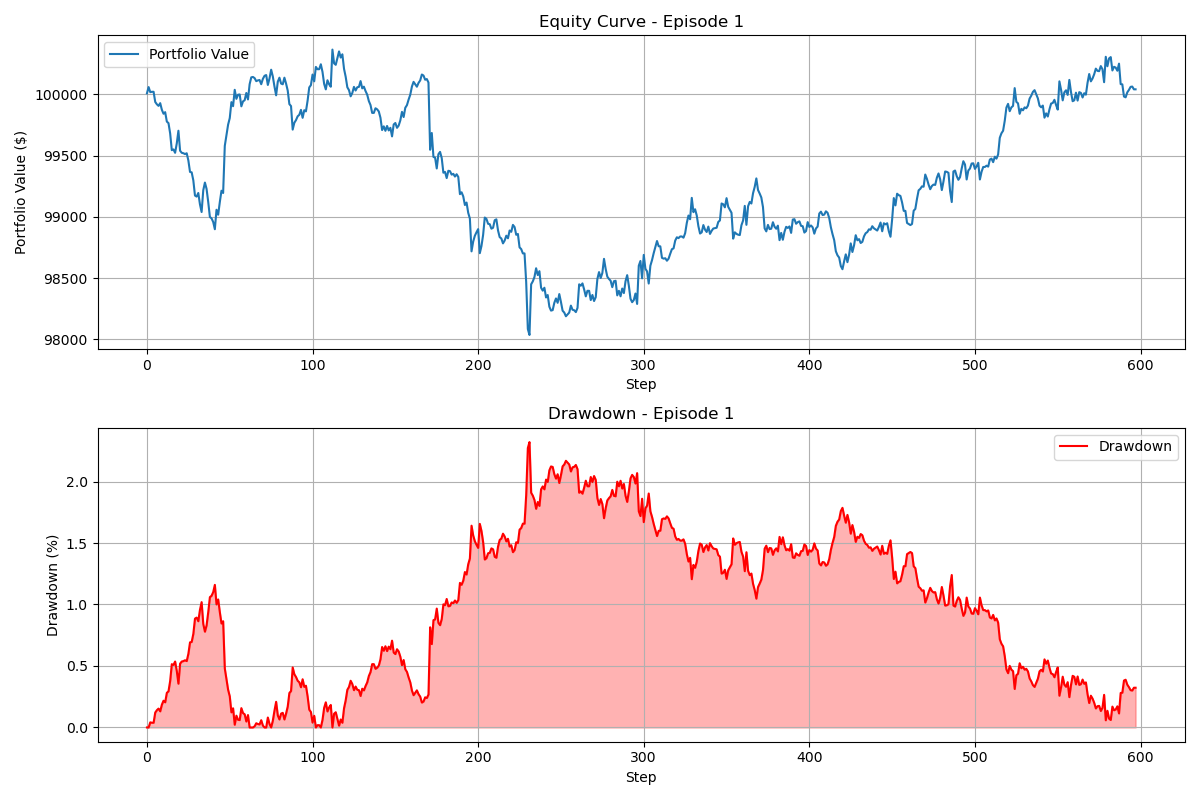 Equity Curve - Episode 1
Portfolio Value
Portfolio Value ($)
100000
99500
99000
98500
98000
0 100 200 300 400 500 600
Step
Drawdown - Episode 1
Drawdown
Drawdown (%)
2.0
1.5
1.0
0.5
0.0
0 100 200 300 400 500 600
Step